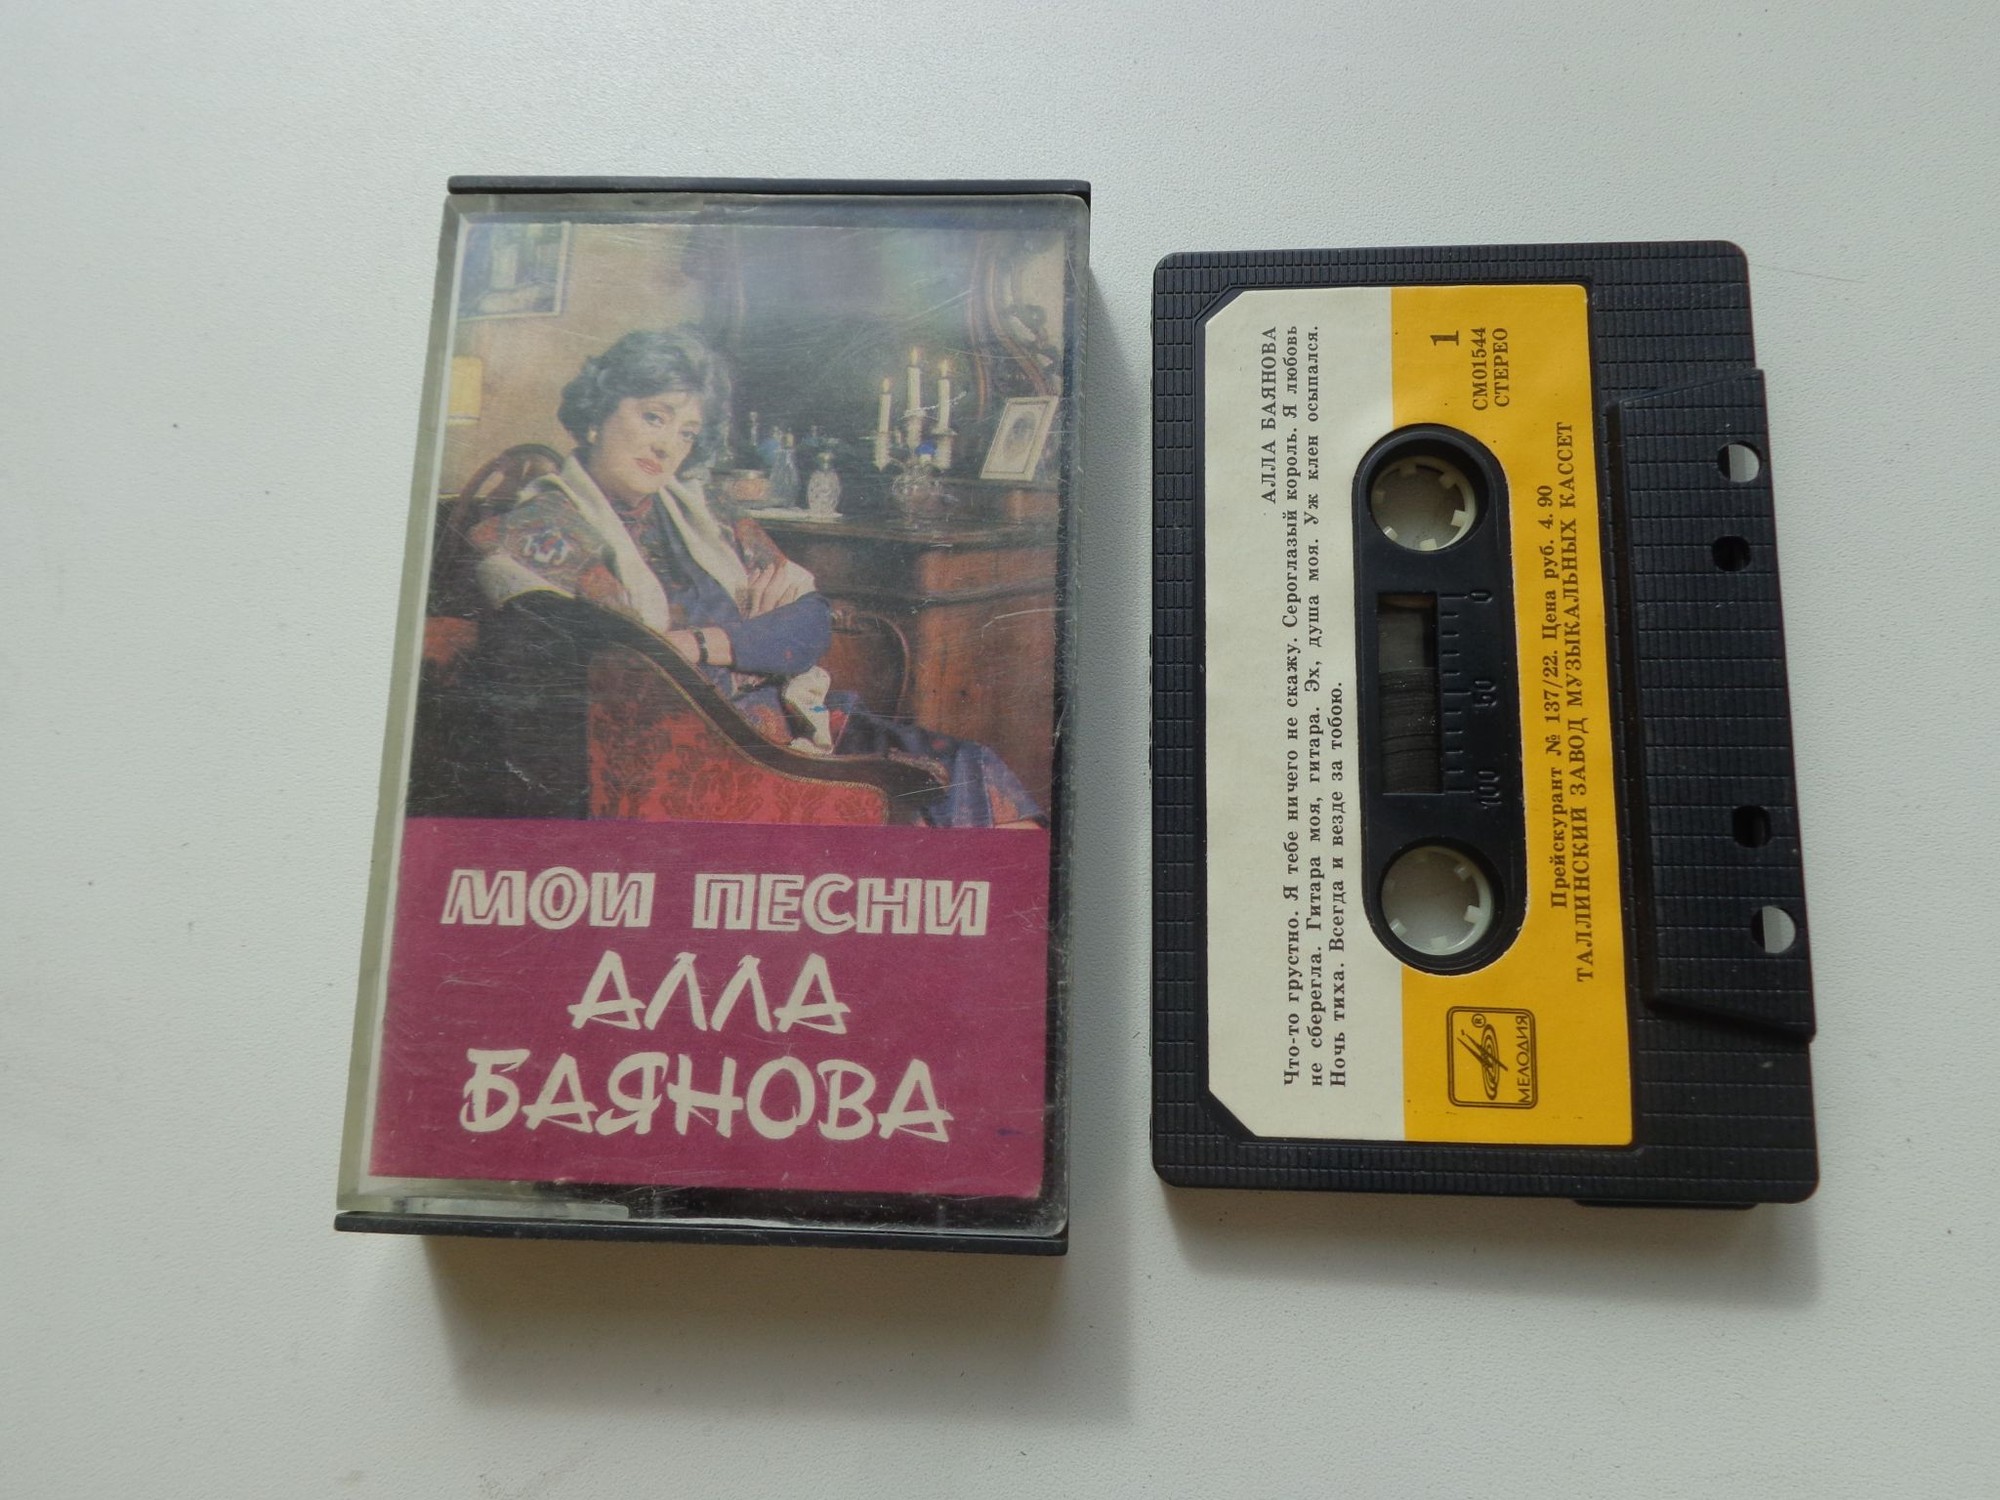 МОИ ПЕСНИ
АЛЛА
БАЯНОВА
АЛЛА БАЯНОВА
Что-то грустно. Я тебе ничего не скажу. Сероглазый король. Я любовь
не сберегла. Гитара моя, гитара. Эх, душа моя. Уж клен осыпался.
Ночь тиха. Всегда и везде за тобою.
1
СМ01544
СТЕРЕО
0
50
100
Прейскурант № 137/22. Цена руб. 4. 90
ТАЛЛИНСКИЙ ЗАВОД МУЗЫКАЛЬНЫХ КАССЕТ
®
МЕЛОДИЯ